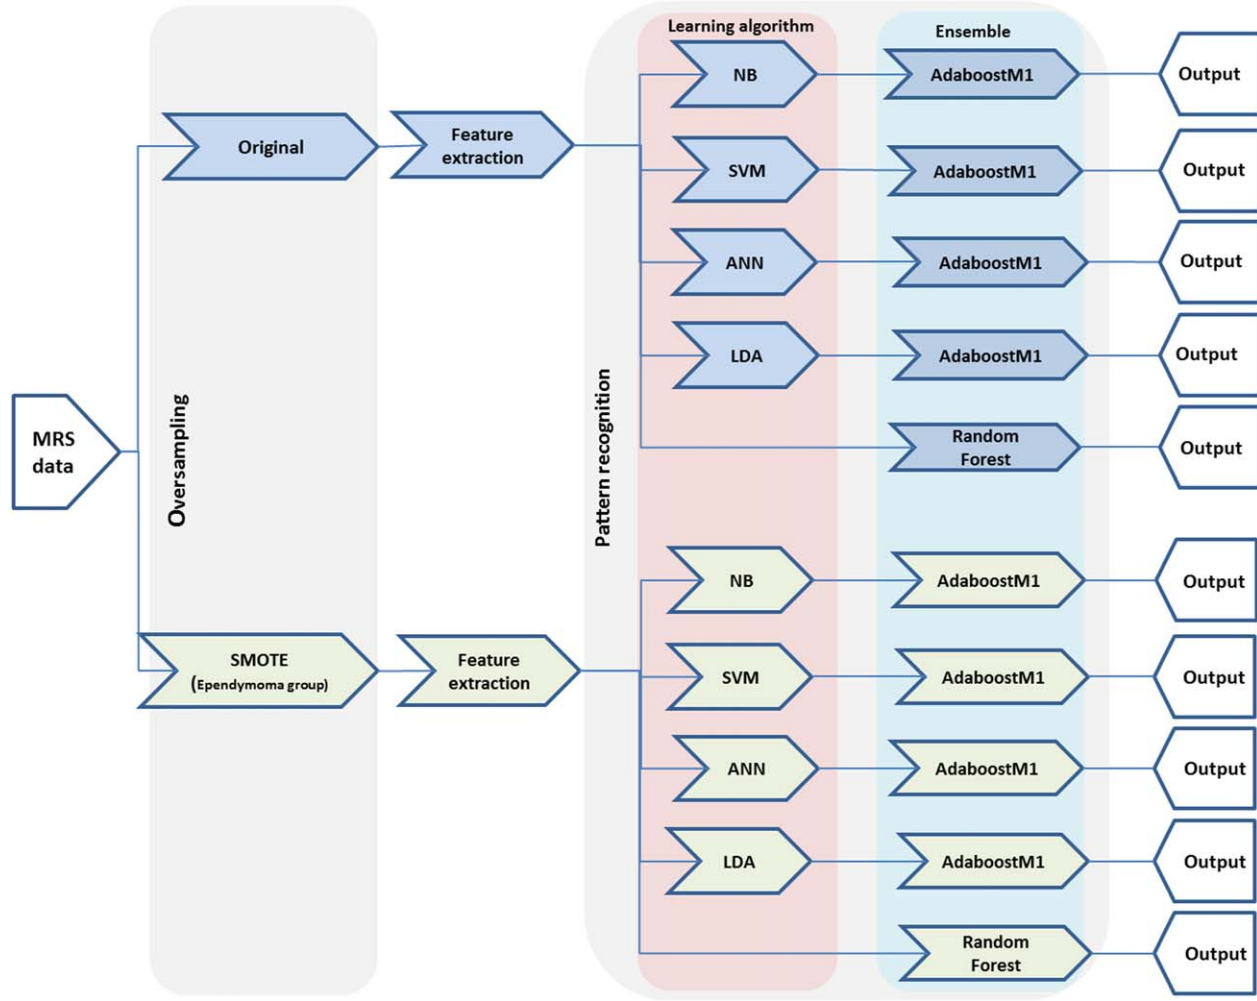 Learning algorithm
Ensemble
NB
AdaboostM1
Output
Original
Feature
extraction
SVM
AdaboostM1
Output
ANN
AdaboostM1
Output
LDA
AdaboostM1
Output
MRS
data
Oversampling
Pattern recognition
Random
Forest
Output
NB
AdaboostM1
Output
SMOTE
(Ependymoma group)
Feature
extraction
SVM
AdaboostM1
Output
ANN
AdaboostM1
Output
LDA
AdaboostM1
Output
Random
Forest
Output